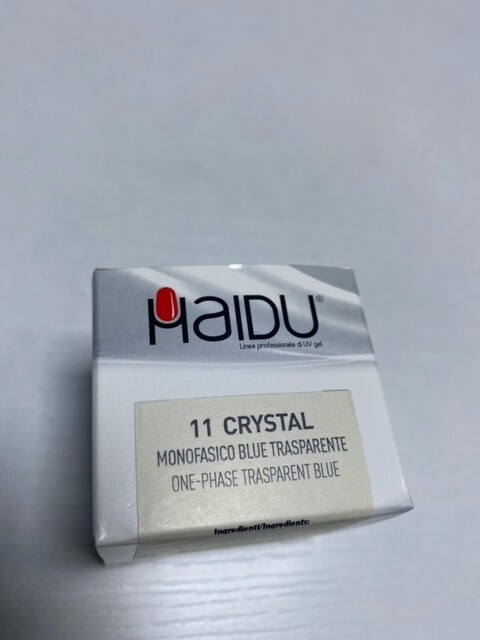 HAIDU®
Linea professionale di UV gel
11 CRYSTAL
MONOFASICO BLUE TRASPARENTE
ONE-PHASE TRASPARENT BLUE
Ingredienti/Ingredients: